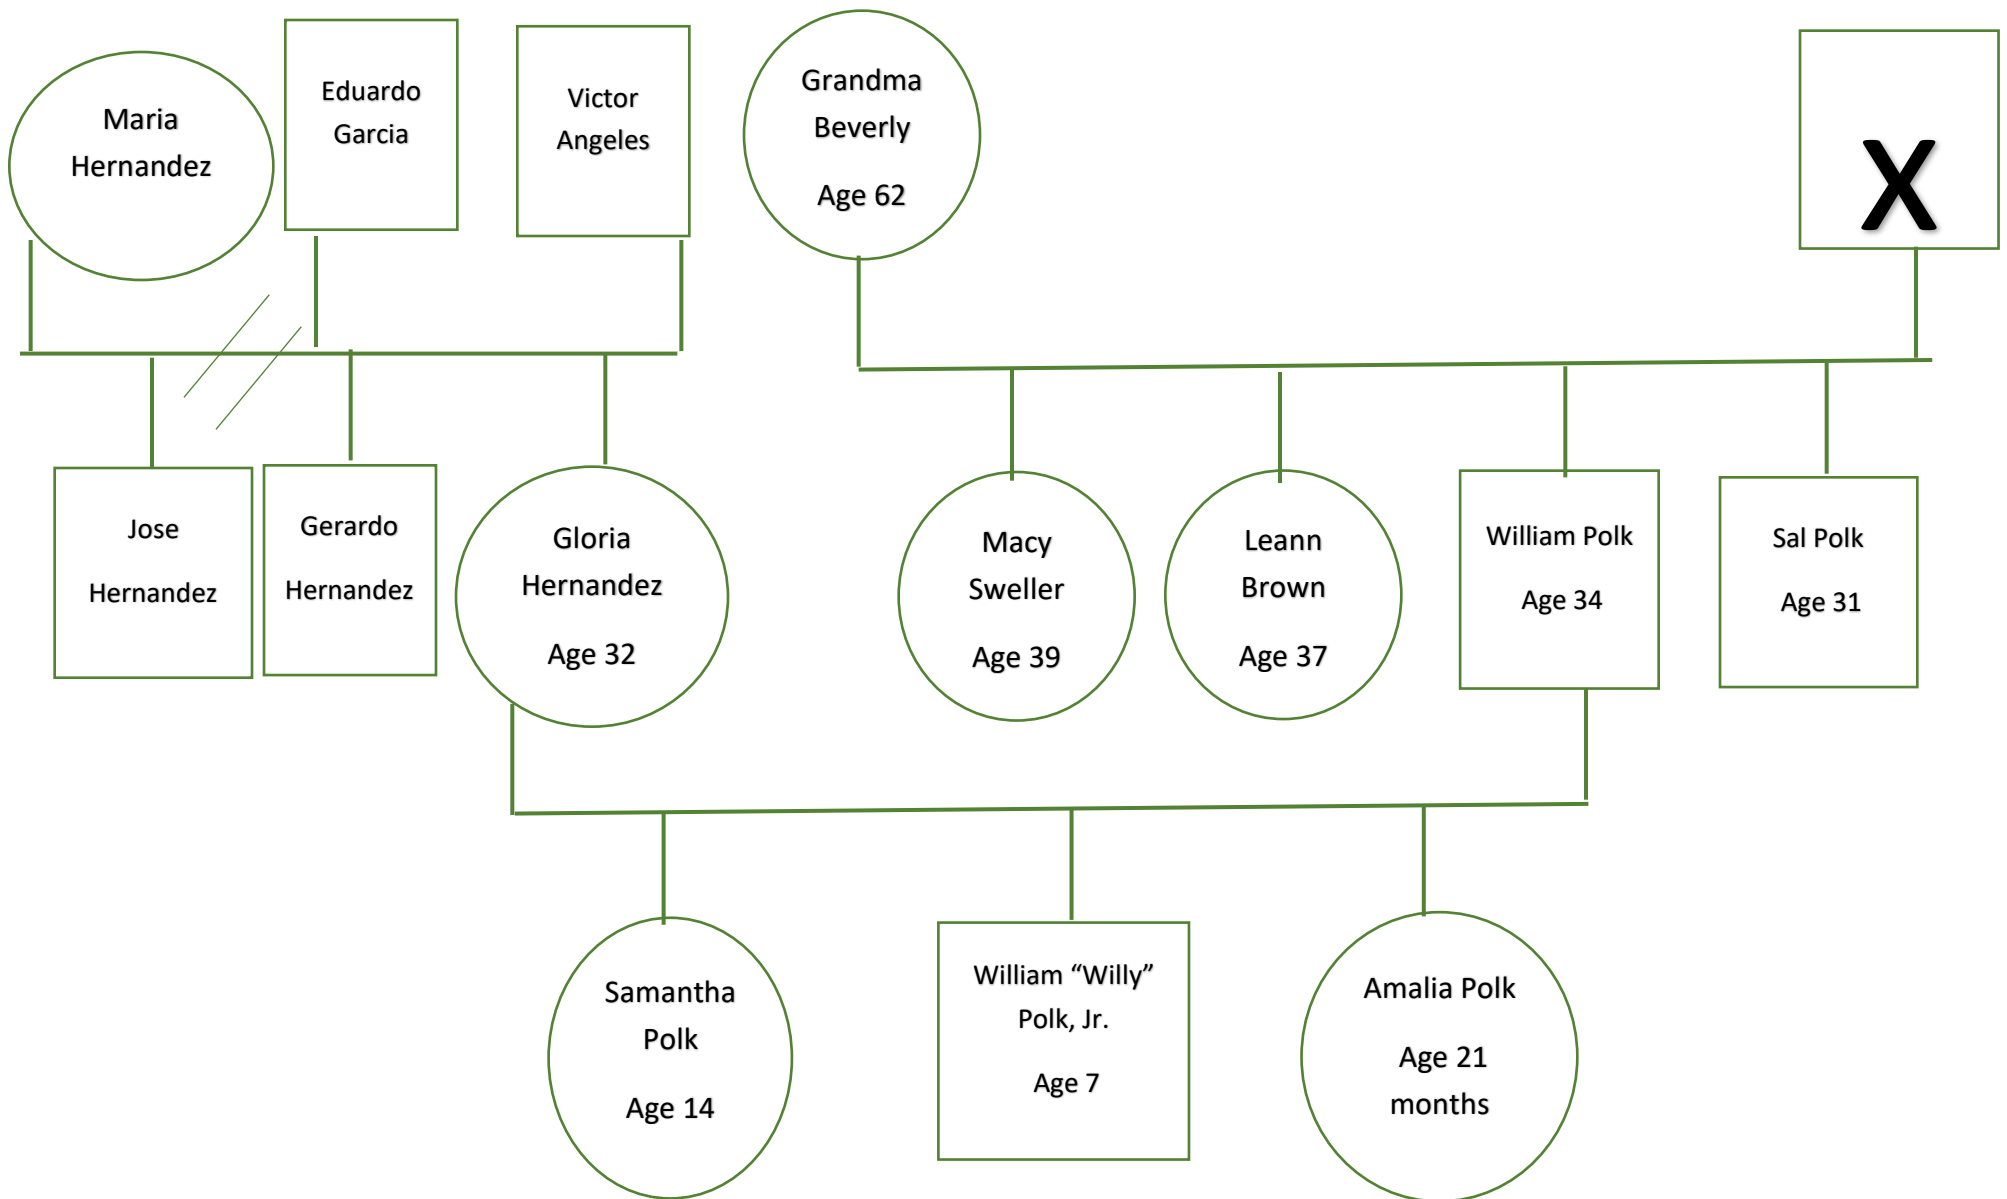 Maria
Hernandez
Eduardo
Garcia
Victor
Angeles
Grandma
Beverly
Age 62
X
Jose
Hernandez
Gerardo
Hernandez
Gloria
Hernandez
Age 32
Macy
Sweller
Age 39
Leann
Brown
Age 37
William Polk
Age 34
Sal Polk
Age 31
Samantha
Polk
Age 14
William “Willy”
Polk, Jr.
Age 7
Amalia Polk
Age 21
months